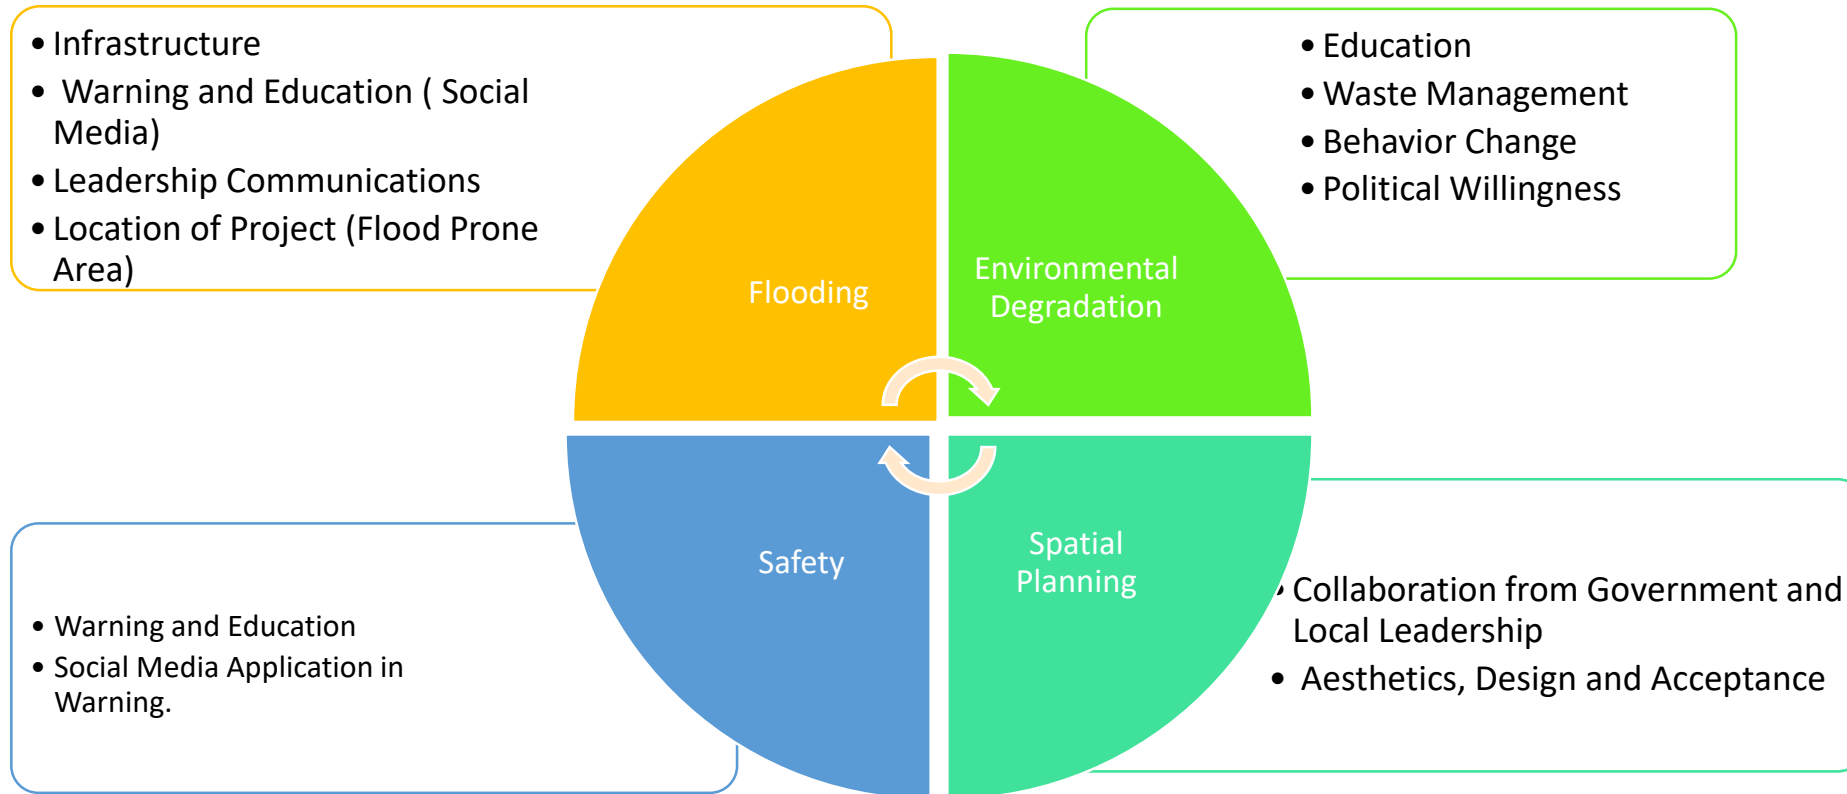 • Infrastructure
• Warning and Education ( Social
Media)
• Leadership Communications
• Location of Project (Flood Prone
Area)
• Education
• Waste Management
• Behavior Change
• Political Willingness
Flooding
Environmental
Degradation
Safety
Spatial
Planning
• Warning and Education
• Social Media Application in
Warning.
• Collaboration from Government and
Local Leadership
• Aesthetics, Design and Acceptance